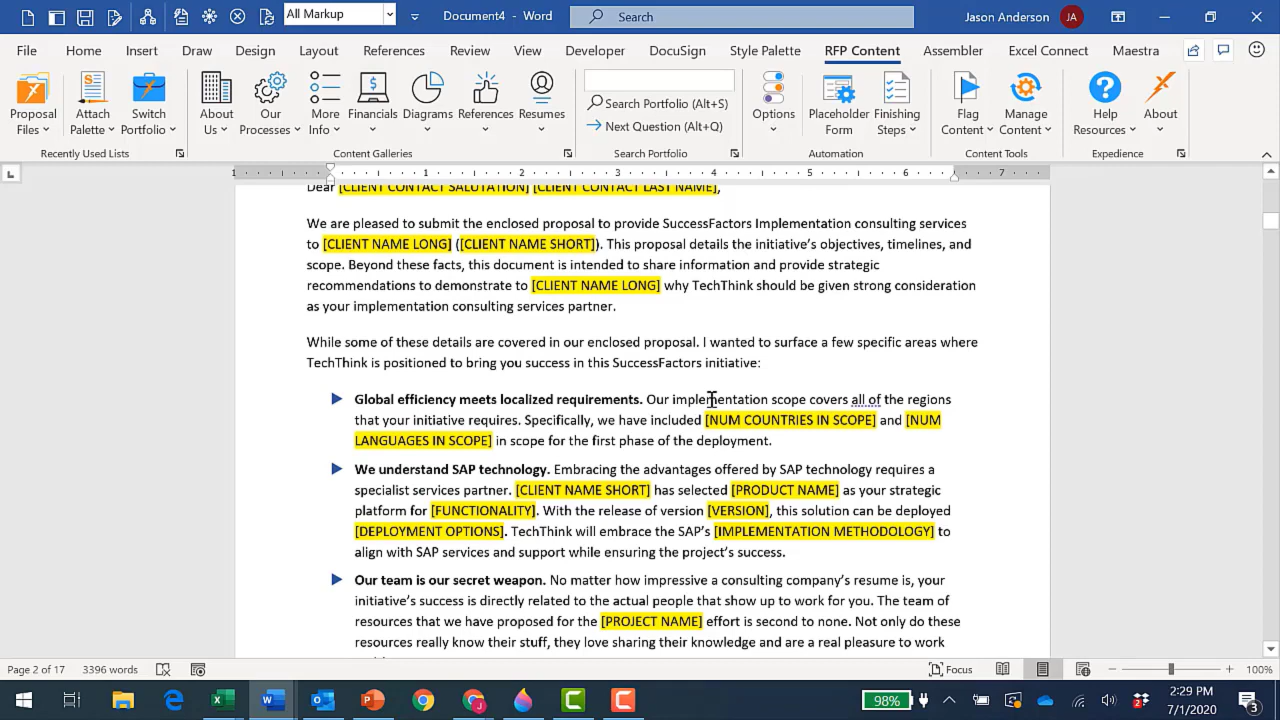 All Markup
Document4 - Word
Search
Jason Anderson
JA
File Home Insert Draw Design Layout References Review View Developer DocuSign Style Palette RFP Content Assembler Excel Connect Maestra
Proposal Files
Attach Palette
Switch Portfolio
About Us
Our Processes
More Info
Financials
Diagrams
References
Resumes
Search Portfolio (Alt+S)
Next Question (Alt+Q)
Options
Placeholder Form
Finishing Steps
Flag Content
Manage Content
Help Resources
About
Recently Used Lists
Content Galleries
Search Portfolio
Automation
Content Tools
Expedience
1 1 2 3 4 5 6 7
Dear [CLIENT CONTACT SALUTATION] [CLIENT CONTACT LAST NAME],
We are pleased to submit the enclosed proposal to provide SuccessFactors Implementation consulting services
to [CLIENT NAME LONG] ([CLIENT NAME SHORT]). This proposal details the initiative's objectives, timelines, and
scope. Beyond these facts, this document is intended to share information and provide strategic
recommendations to demonstrate to [CLIENT NAME LONG] why TechThink should be given strong consideration
as your implementation consulting services partner.
While some of these details are covered in our enclosed proposal. I wanted to surface a few specific areas where
TechThink is positioned to bring you success in this SuccessFactors initiative:
Global efficiency meets localized requirements. Our implementation scope covers all of the regions
that your initiative requires. Specifically, we have included [NUM COUNTRIES IN SCOPE] and [NUM
LANGUAGES IN SCOPE] in scope for the first phase of the deployment.
We understand SAP technology. Embracing the advantages offered by SAP technology requires a
specialist services partner. [CLIENT NAME SHORT] has selected [PRODUCT NAME] as your strategic
platform for [FUNCTIONALITY]. With the release of version [VERSION], this solution can be deployed
[DEPLOYMENT OPTIONS]. TechThink will embrace the SAP's [IMPLEMENTATION METHODOLOGY] to
align with SAP services and support while ensuring the project's success.
Our team is our secret weapon. No matter how impressive a consulting company's resume is, your
initiative's success is directly related to the actual people that show up to work for you. The team of
resources that we have proposed for the [PROJECT NAME] effort is second to none. Not only do these
resources really know their stuff, they love sharing their knowledge and are a real pleasure to work
Page 2 of 17 3396 words
Focus
100%
98%
2:29 PM
7/1/2020
3